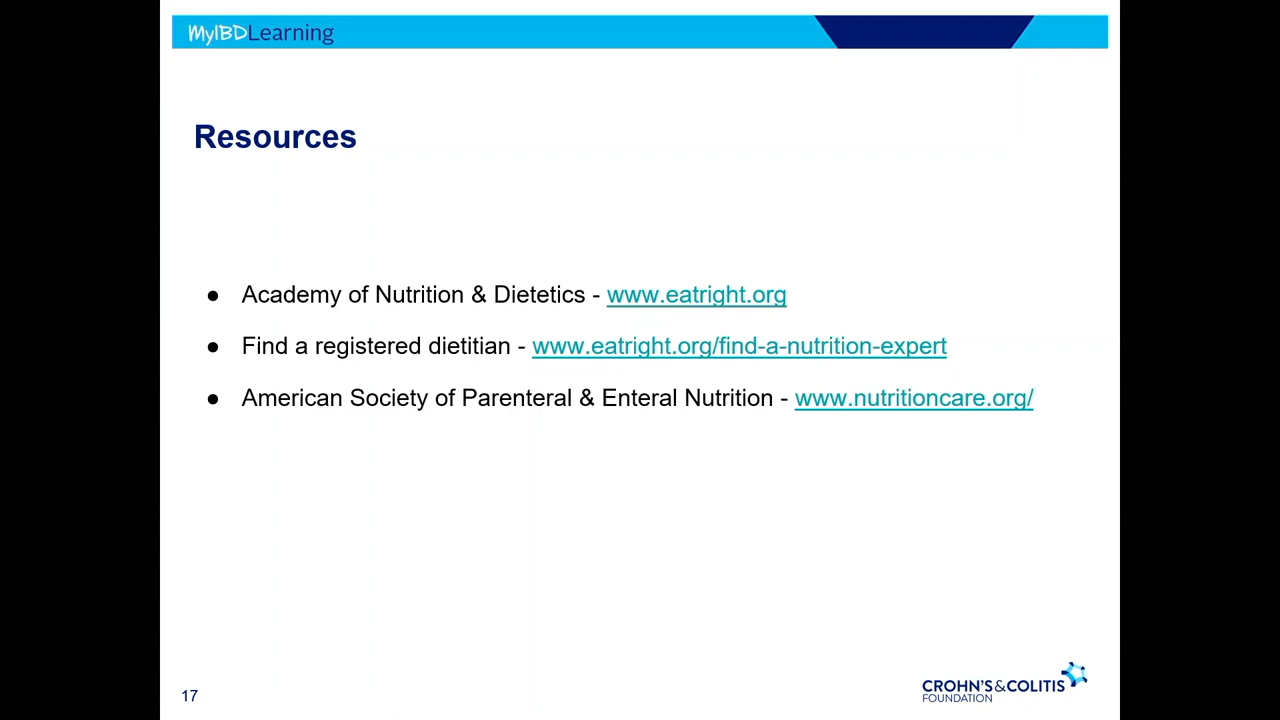 MyIBDLearning
Resources
● Academy of Nutrition & Dietetics - www.eatright.org
● Find a registered dietitian - www.eatright.org/find-a-nutrition-expert
● American Society of Parenteral & Enteral Nutrition - www.nutritioncare.org/
17
CROHN'S & COLITIS
FOUNDATION